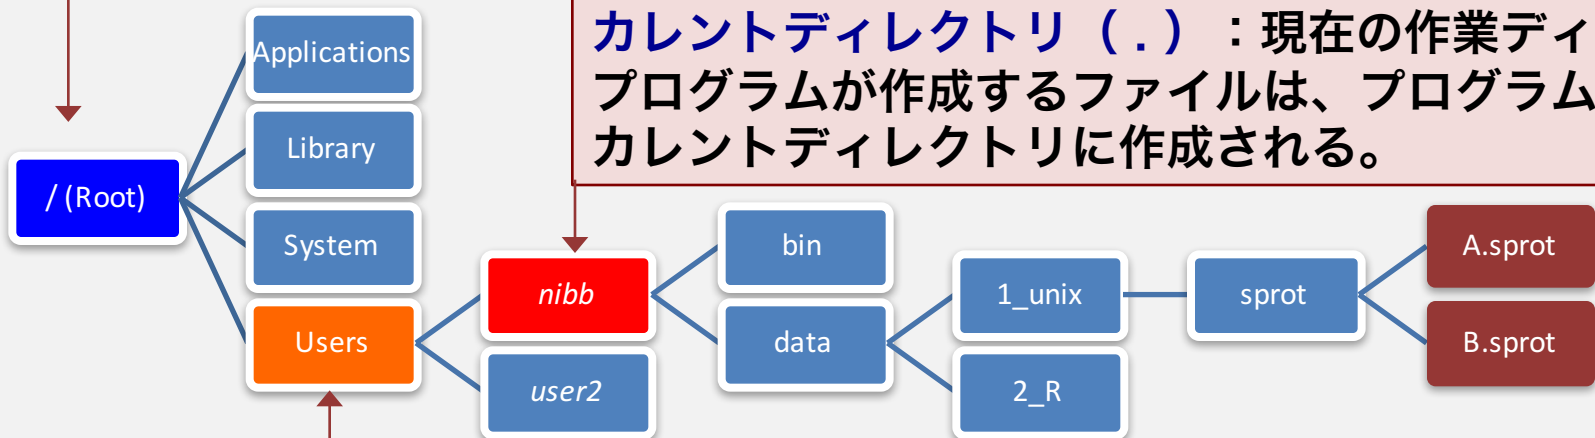 カレントディレクトリ（ . ）：現在の作業ディ
プログラムが作成するファイルは、プログラム
カレントディレクトリに作成される。
Applications
Library
/ (Root)
System
Users
nibb
user2
bin
data
1_unix
2_R
sprot
A.sprot
B.sprot